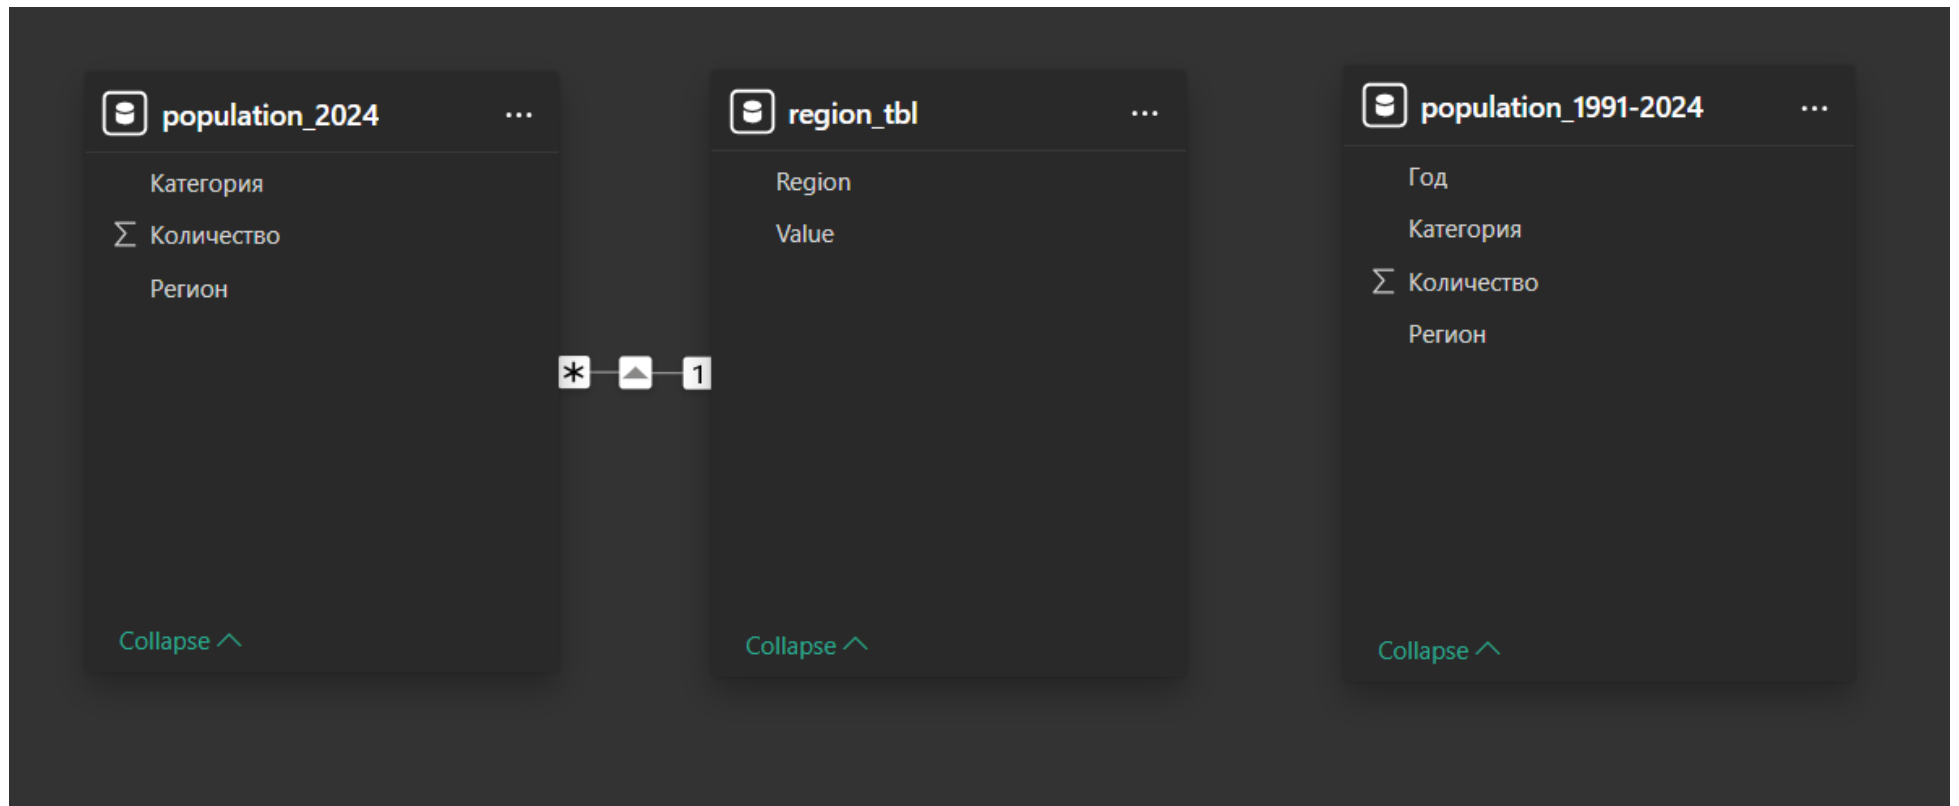 population_2024
...
Категория
Σ Количество
Регион
Collapse
* 1
region_tbl
...
Region
Value
Collapse
population_1991-2024
...
Год
Категория
Σ Количество
Регион
Collapse